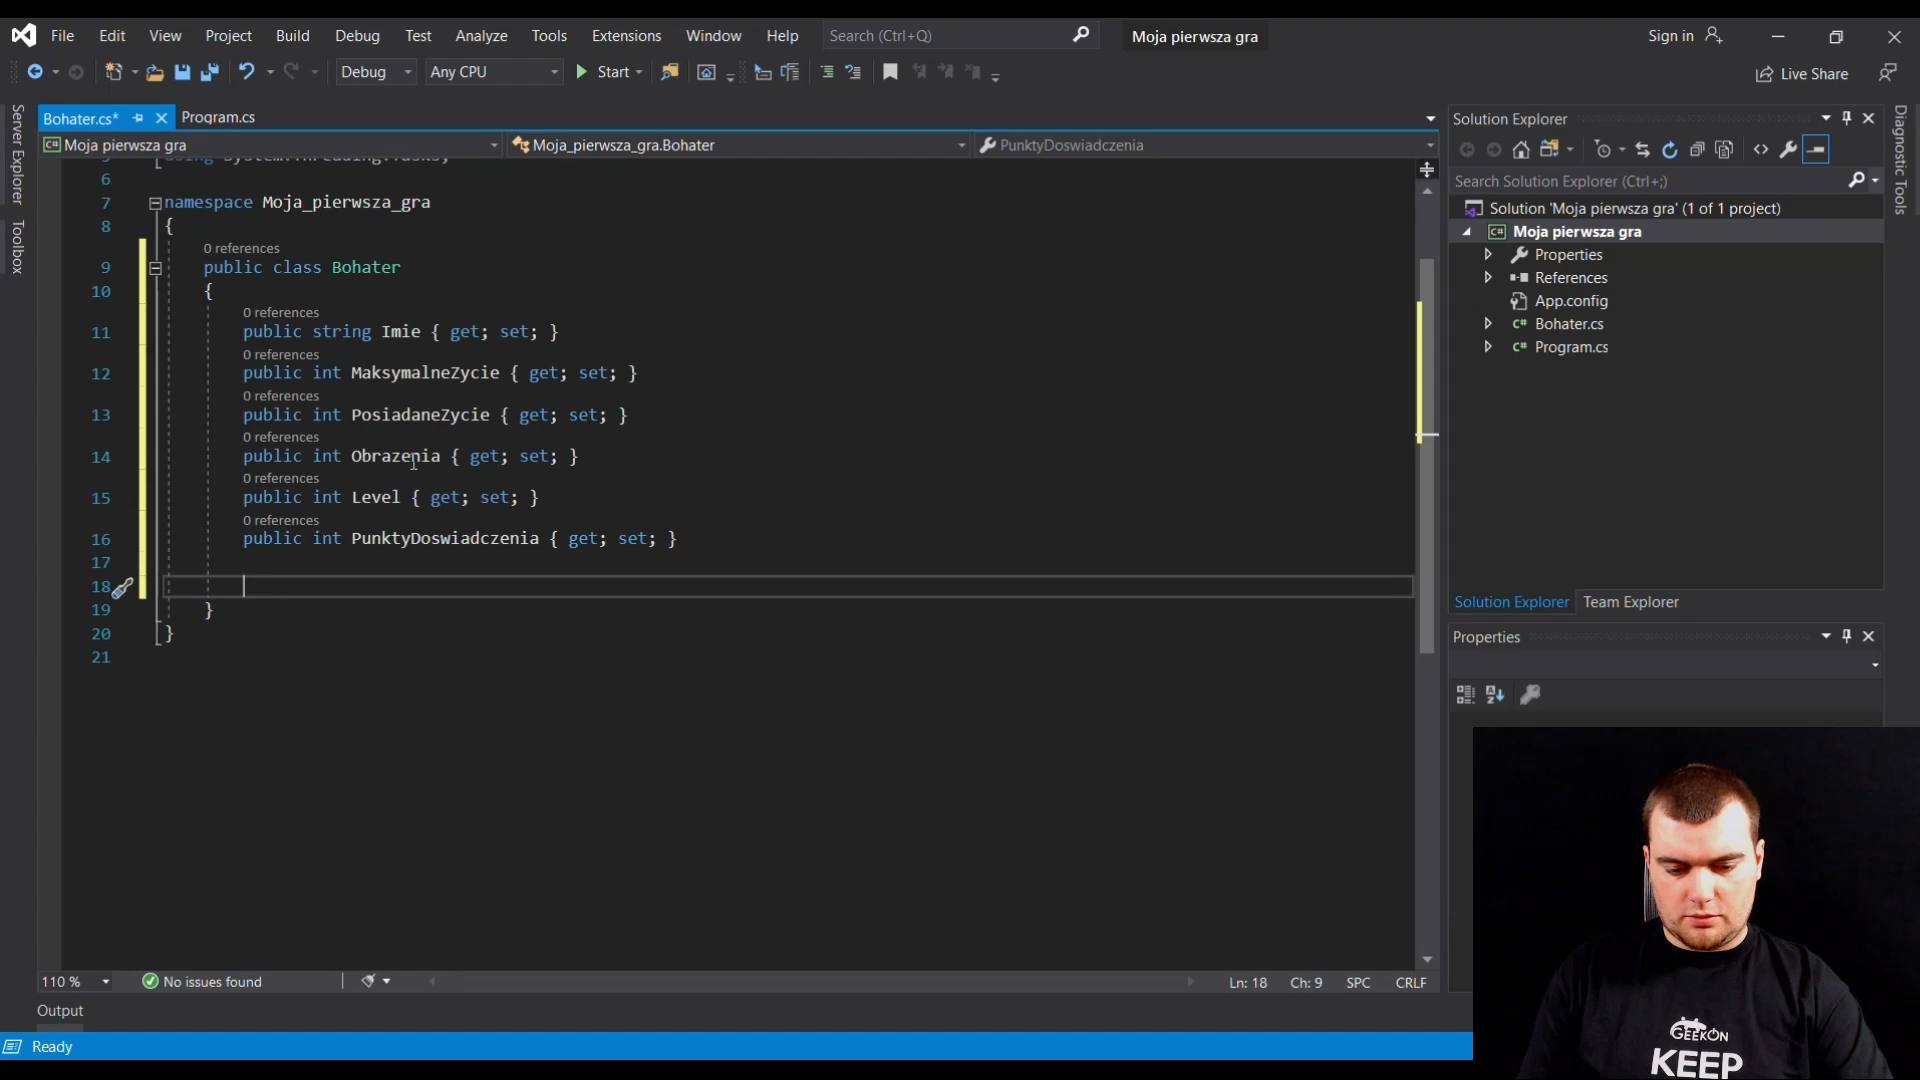 File Edit View Project Build Debug Test Analyze Tools Extensions Window Help Search (Ctrl+Q) Moja pierwsza gra Sign in
Debug Any CPU Start Live Share
Server Explorer
Toolbox
Bohater.cs* Program.cs
Moja pierwsza gra Moja_pierwsza_gra.Bohater PunktyDoswiadczenia
6
7 namespace Moja_pierwsza_gra
8 {
0 references
9 public class Bohater
10 {
0 references
11 public string Imie { get; set; }
0 references
12 public int MaksymalneZycie { get; set; }
0 references
13 public int PosiadaneZycie { get; set; }
0 references
14 public int Obrazenia { get; set; }
0 references
15 public int Level { get; set; }
0 references
16 public int PunktyDoswiadczenia { get; set; }
17
18
19 }
20 }
21
110 % No issues found Ln: 18 Ch: 9 SPC CRLF
Output
Ready
Solution Explorer
Search Solution Explorer (Ctrl+;)
Solution 'Moja pierwsza gra' (1 of 1 project)
Moja pierwsza gra
Properties
References
App.config
Bohater.cs
Program.cs
Solution Explorer Team Explorer
Properties
Diagnostic Tools
GEEKON
KEEP